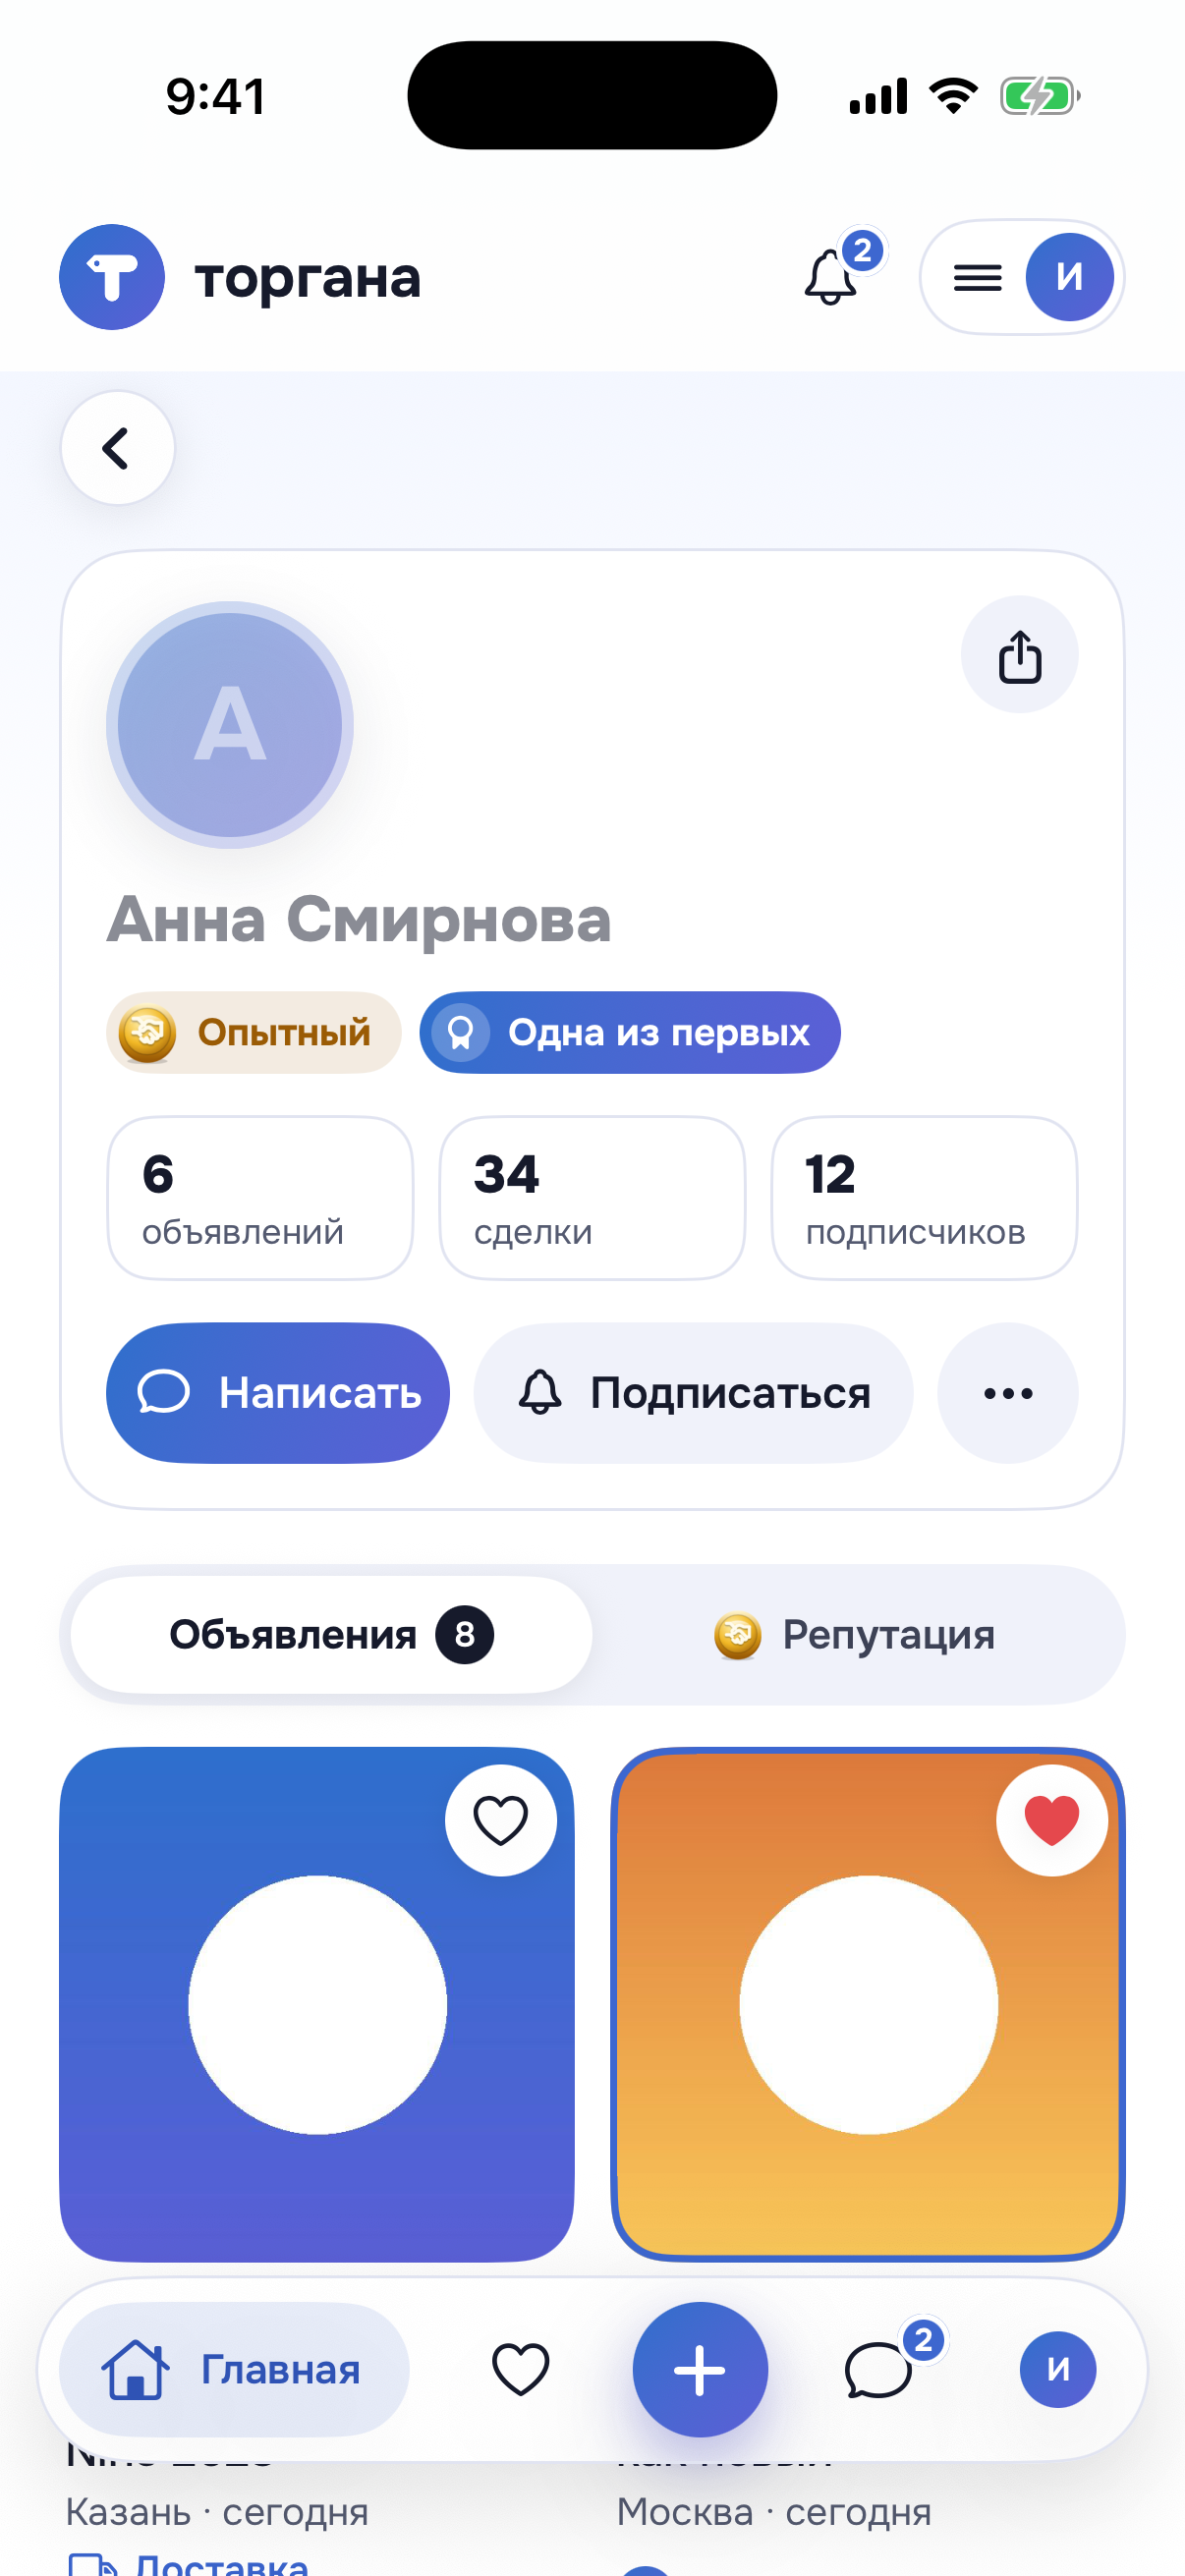 9:41
торгана
2
И
А
Анна Смирнова
Опытный
Одна из первых
6
34
12
объявлений
сделки
подписчиков
Написать
Подписаться
Объявления 8
Репутация
Главная
2
И
Казань · сегодня
Москва · сегодня
Доставка